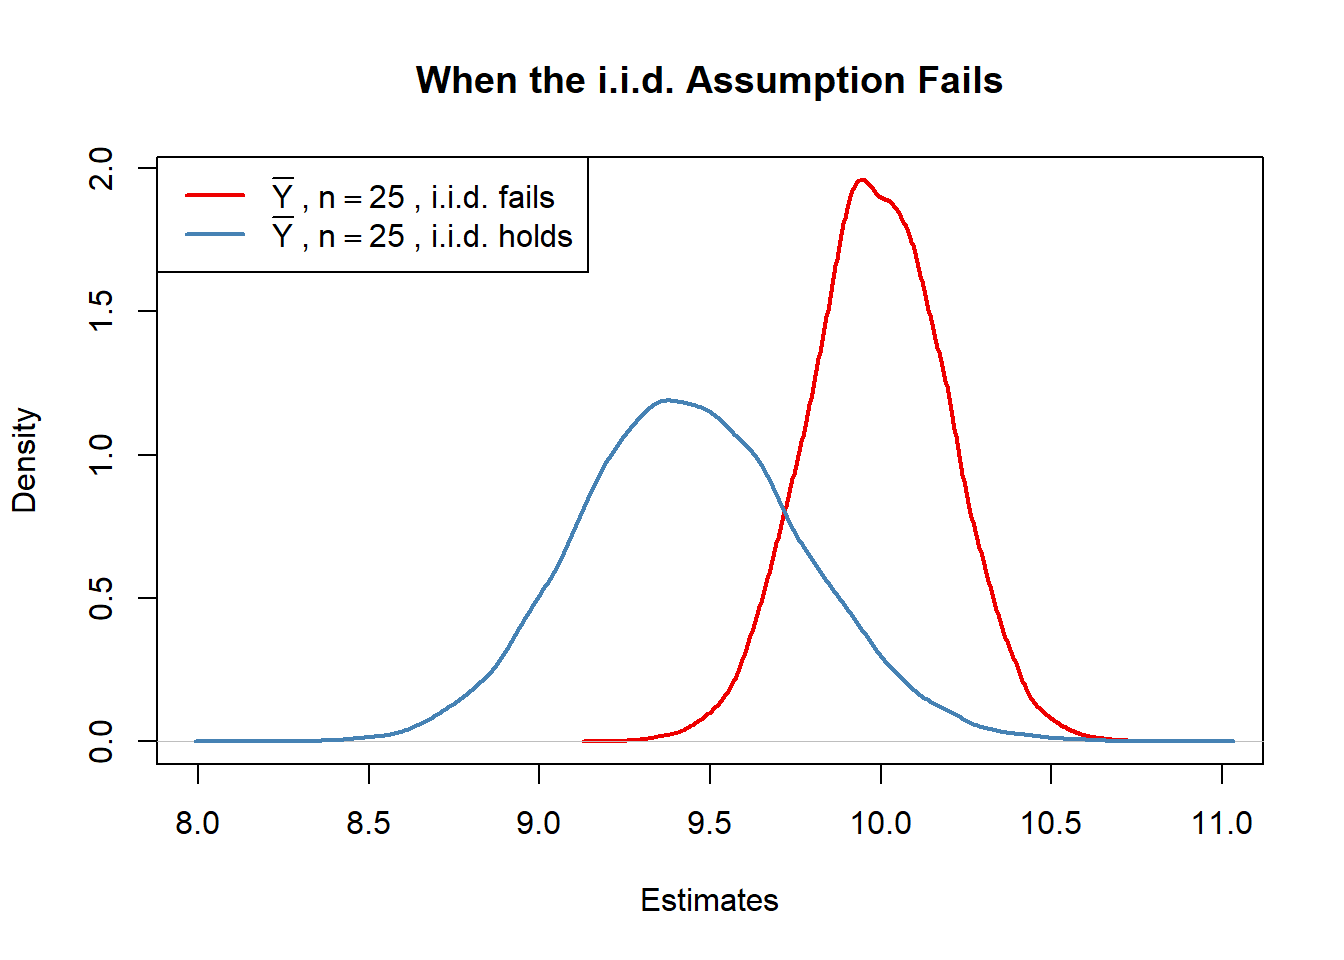 When the i.i.d. Assumption Fails
Y̅ , n = 25 , i.i.d. fails
Y̅ , n = 25 , i.i.d. holds
Density
2.0
1.5
1.0
0.5
0.0
8.0 8.5 9.0 9.5 10.0 10.5 11.0
Estimates